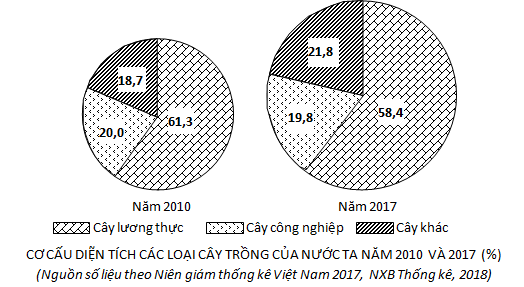 18,7
61,3
20,0
21,8
19,8
58,4
Năm 2010
Năm 2017
Cây lương thực
Cây công nghiệp
Cây khác
CƠ CẤU DIỆN TÍCH CÁC LOẠI CÂY TRỒNG CỦA NƯỚC TA NĂM 2010 VÀ 2017 (%)
(Nguồn số liệu theo Niên giám thống kê Việt Nam 2017, NXB Thống kê, 2018)